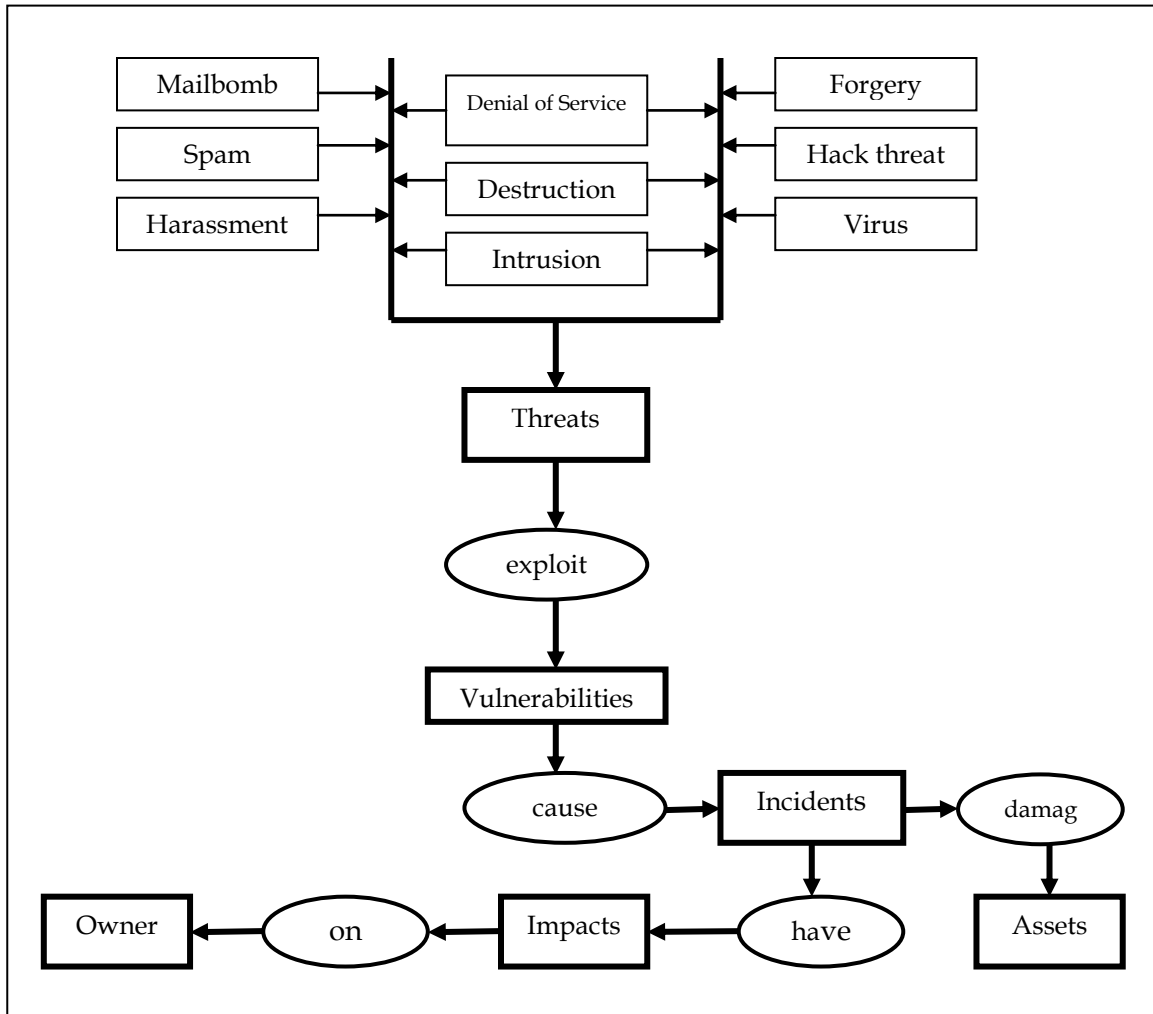 Mailbomb
Denial of Service
Forgery
Spam
Destruction
Hack threat
Harassment
Intrusion
Virus
Threats
exploit
Vulnerabilities
cause
Incidents
damag
Owner
on
Impacts
have
Assets